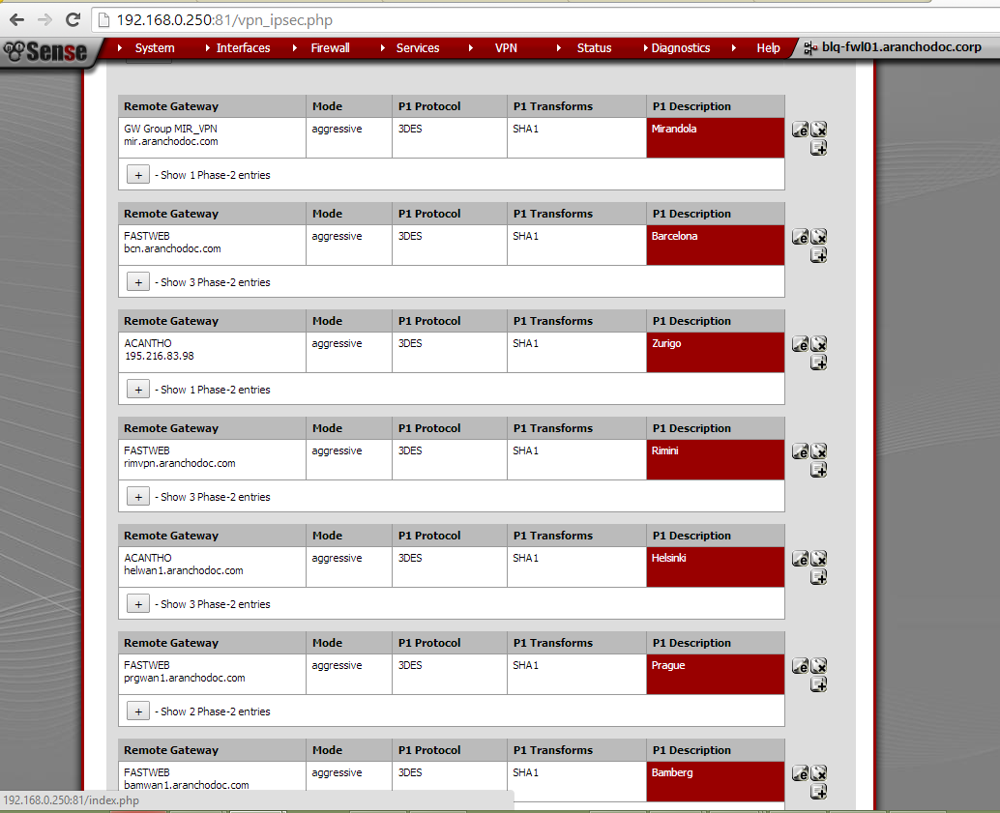 192.168.0.250:81/vpn_ipsec.php
Sense System Interfaces Firewall Services VPN Status Diagnostics Help blq-fwl01.aranchodoc.corp
Remote Gateway Mode P1 Protocol P1 Transforms P1 Description
GW Group MIR_VPN aggressive 3DES SHA1 Mirandola
mir.aranchodoc.com
+ - Show 1 Phase-2 entries
Remote Gateway Mode P1 Protocol P1 Transforms P1 Description
FASTWEB aggressive 3DES SHA1 Barcelona
bcn.aranchodoc.com
+ - Show 3 Phase-2 entries
Remote Gateway Mode P1 Protocol P1 Transforms P1 Description
ACANTHO aggressive 3DES SHA1 Zurigo
195.216.83.98
+ - Show 1 Phase-2 entries
Remote Gateway Mode P1 Protocol P1 Transforms P1 Description
FASTWEB aggressive 3DES SHA1 Rimini
rimvpn.aranchodoc.com
+ - Show 3 Phase-2 entries
Remote Gateway Mode P1 Protocol P1 Transforms P1 Description
ACANTHO aggressive 3DES SHA1 Helsinki
helwan1.aranchodoc.com
+ - Show 3 Phase-2 entries
Remote Gateway Mode P1 Protocol P1 Transforms P1 Description
FASTWEB aggressive 3DES SHA1 Prague
prgwan1.aranchodoc.com
+ - Show 2 Phase-2 entries
Remote Gateway Mode P1 Protocol P1 Transforms P1 Description
FASTWEB aggressive 3DES SHA1 Bamberg
bamwan1.aranchodoc.com
192.168.0.250:81/index.php